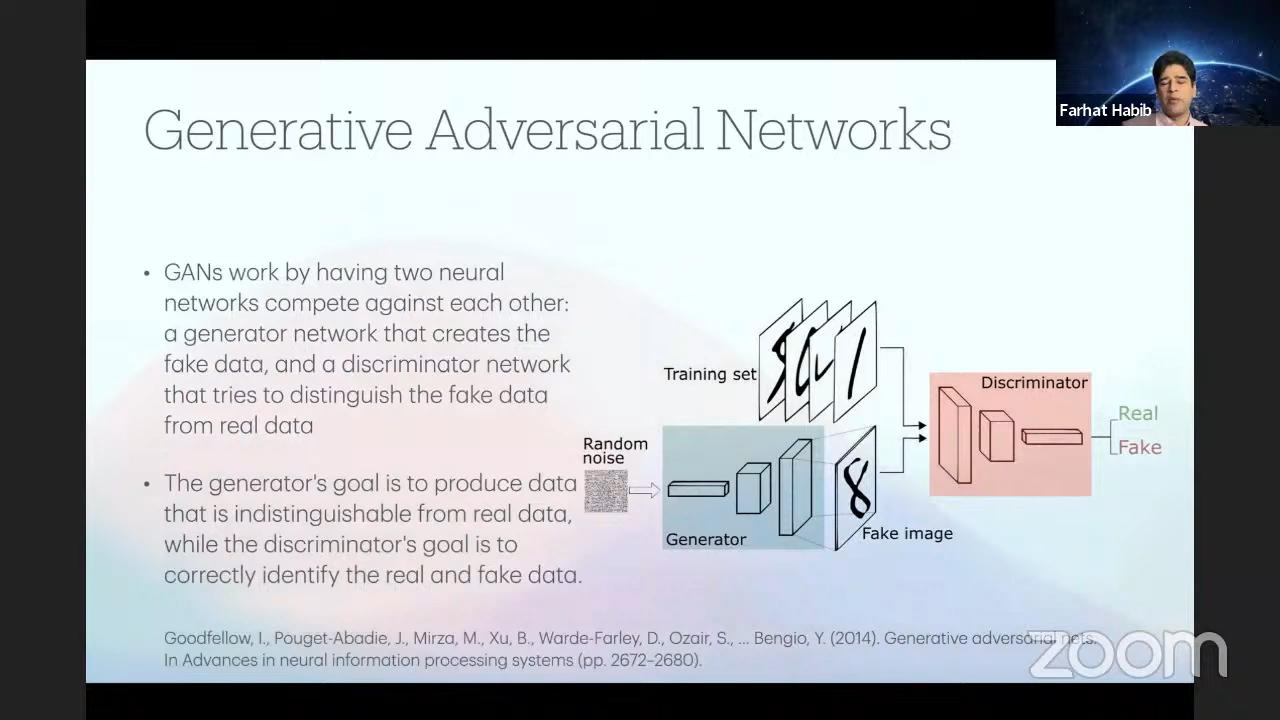 Farhat Habib
Generative Adversarial Networks
• GANs work by having two neural
networks compete against each other:
a generator network that creates the
fake data, and a discriminator network
that tries to distinguish the fake data
from real data
• The generator's goal is to produce data
that is indistinguishable from real data,
while the discriminator's goal is to
correctly identify the real and fake data.
Training set
Random
noise
Generator
8
Fake image
Discriminator
Real
Fake
Goodfellow, I., Pouget-Abadie, J., Mirza, M., Xu, B., Warde-Farley, D., Ozair, S., ... Bengio, Y. (2014). Generative adversarial nets.
In Advances in neural information processing systems (pp. 2672–2680).
zoom